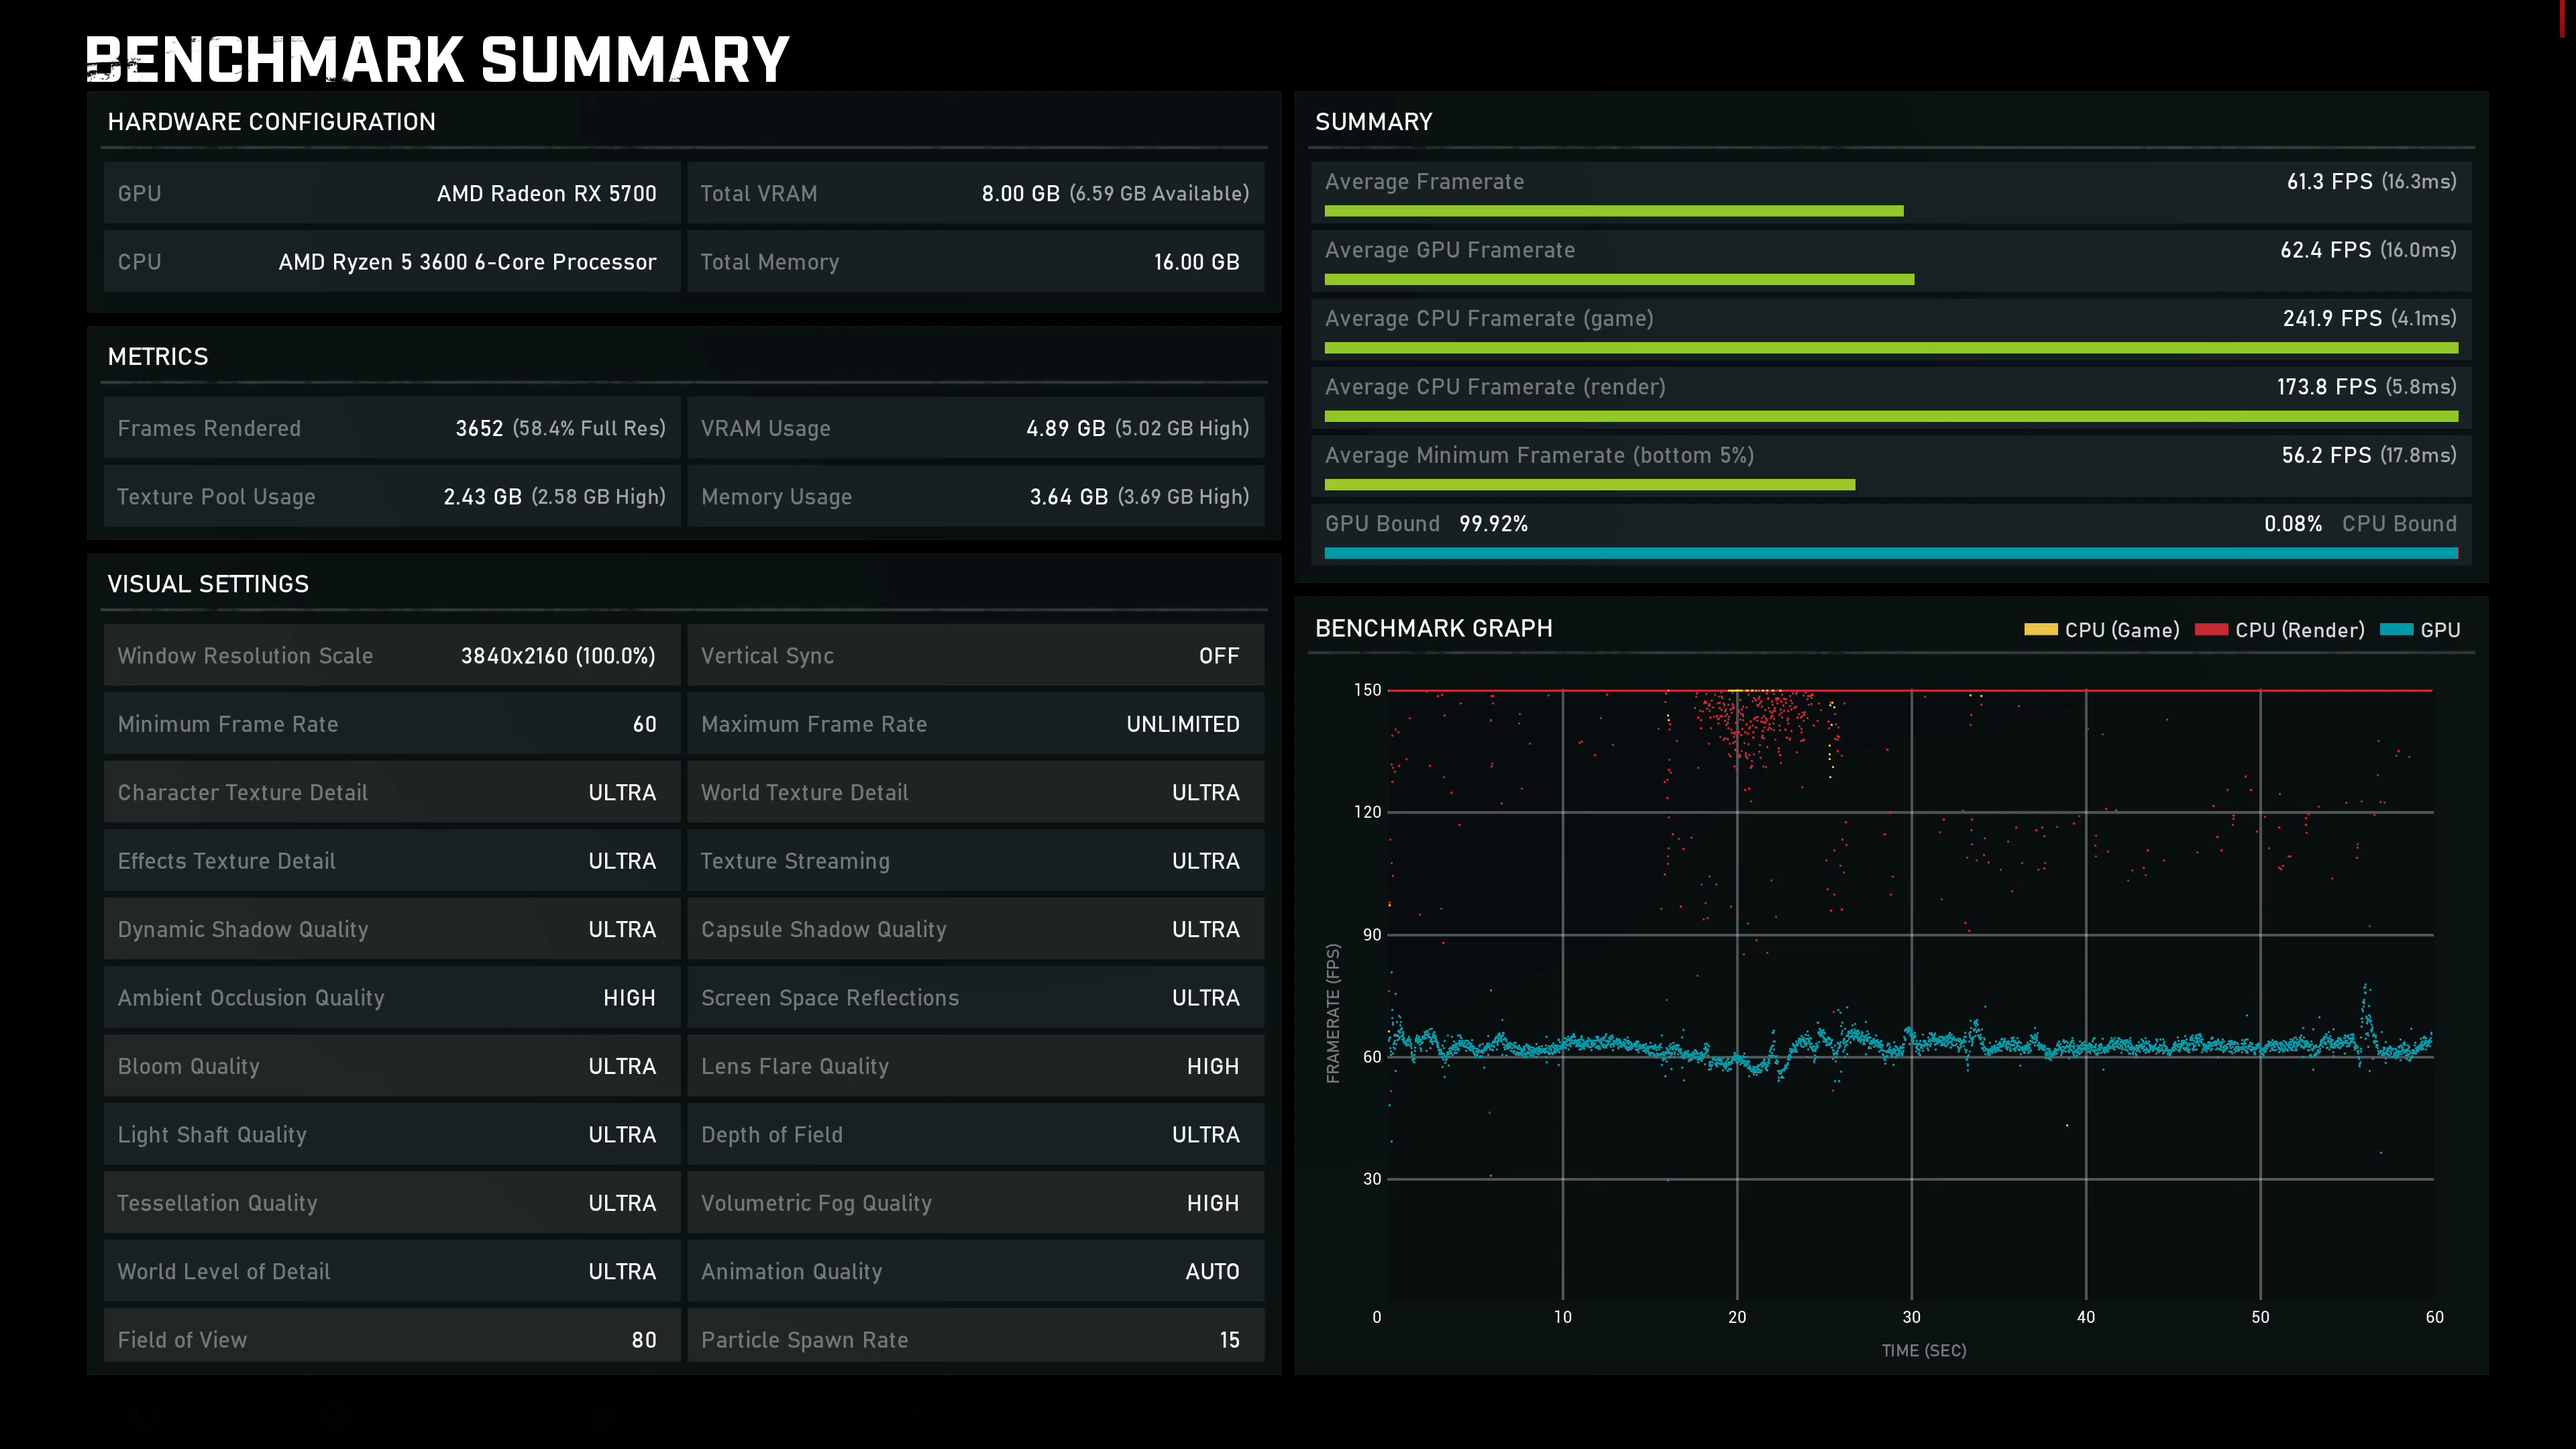 BENCHMARK SUMMARY
HARDWARE CONFIGURATION
GPU AMD Radeon RX 5700 Total VRAM 8.00 GB (6.59 GB Available)
CPU AMD Ryzen 5 3600 6-Core Processor Total Memory 16.00 GB
METRICS
Frames Rendered 3652 (58.4% Full Res) VRAM Usage 4.89 GB (5.02 GB High)
Texture Pool Usage 2.43 GB (2.58 GB High) Memory Usage 3.64 GB (3.69 GB High)
VISUAL SETTINGS
Window Resolution Scale 3840x2160 (100.0%) Vertical Sync OFF
Minimum Frame Rate 60 Maximum Frame Rate UNLIMITED
Character Texture Detail ULTRA World Texture Detail ULTRA
Effects Texture Detail ULTRA Texture Streaming ULTRA
Dynamic Shadow Quality ULTRA Capsule Shadow Quality ULTRA
Ambient Occlusion Quality HIGH Screen Space Reflections ULTRA
Bloom Quality ULTRA Lens Flare Quality HIGH
Light Shaft Quality ULTRA Depth of Field ULTRA
Tessellation Quality ULTRA Volumetric Fog Quality HIGH
World Level of Detail ULTRA Animation Quality AUTO
Field of View 80 Particle Spawn Rate 15
SUMMARY
Average Framerate 61.3 FPS (16.3ms)
Average GPU Framerate 62.4 FPS (16.0ms)
Average CPU Framerate (game) 241.9 FPS (4.1ms)
Average CPU Framerate (render) 173.8 FPS (5.8ms)
Average Minimum Framerate (bottom 5%) 56.2 FPS (17.8ms)
GPU Bound 99.92% 0.08% CPU Bound
BENCHMARK GRAPH CPU (Game) CPU (Render) GPU
150
120
90
60
30
FRAMERATE (FPS)
0 10 20 30 40 50 60
TIME (SEC)